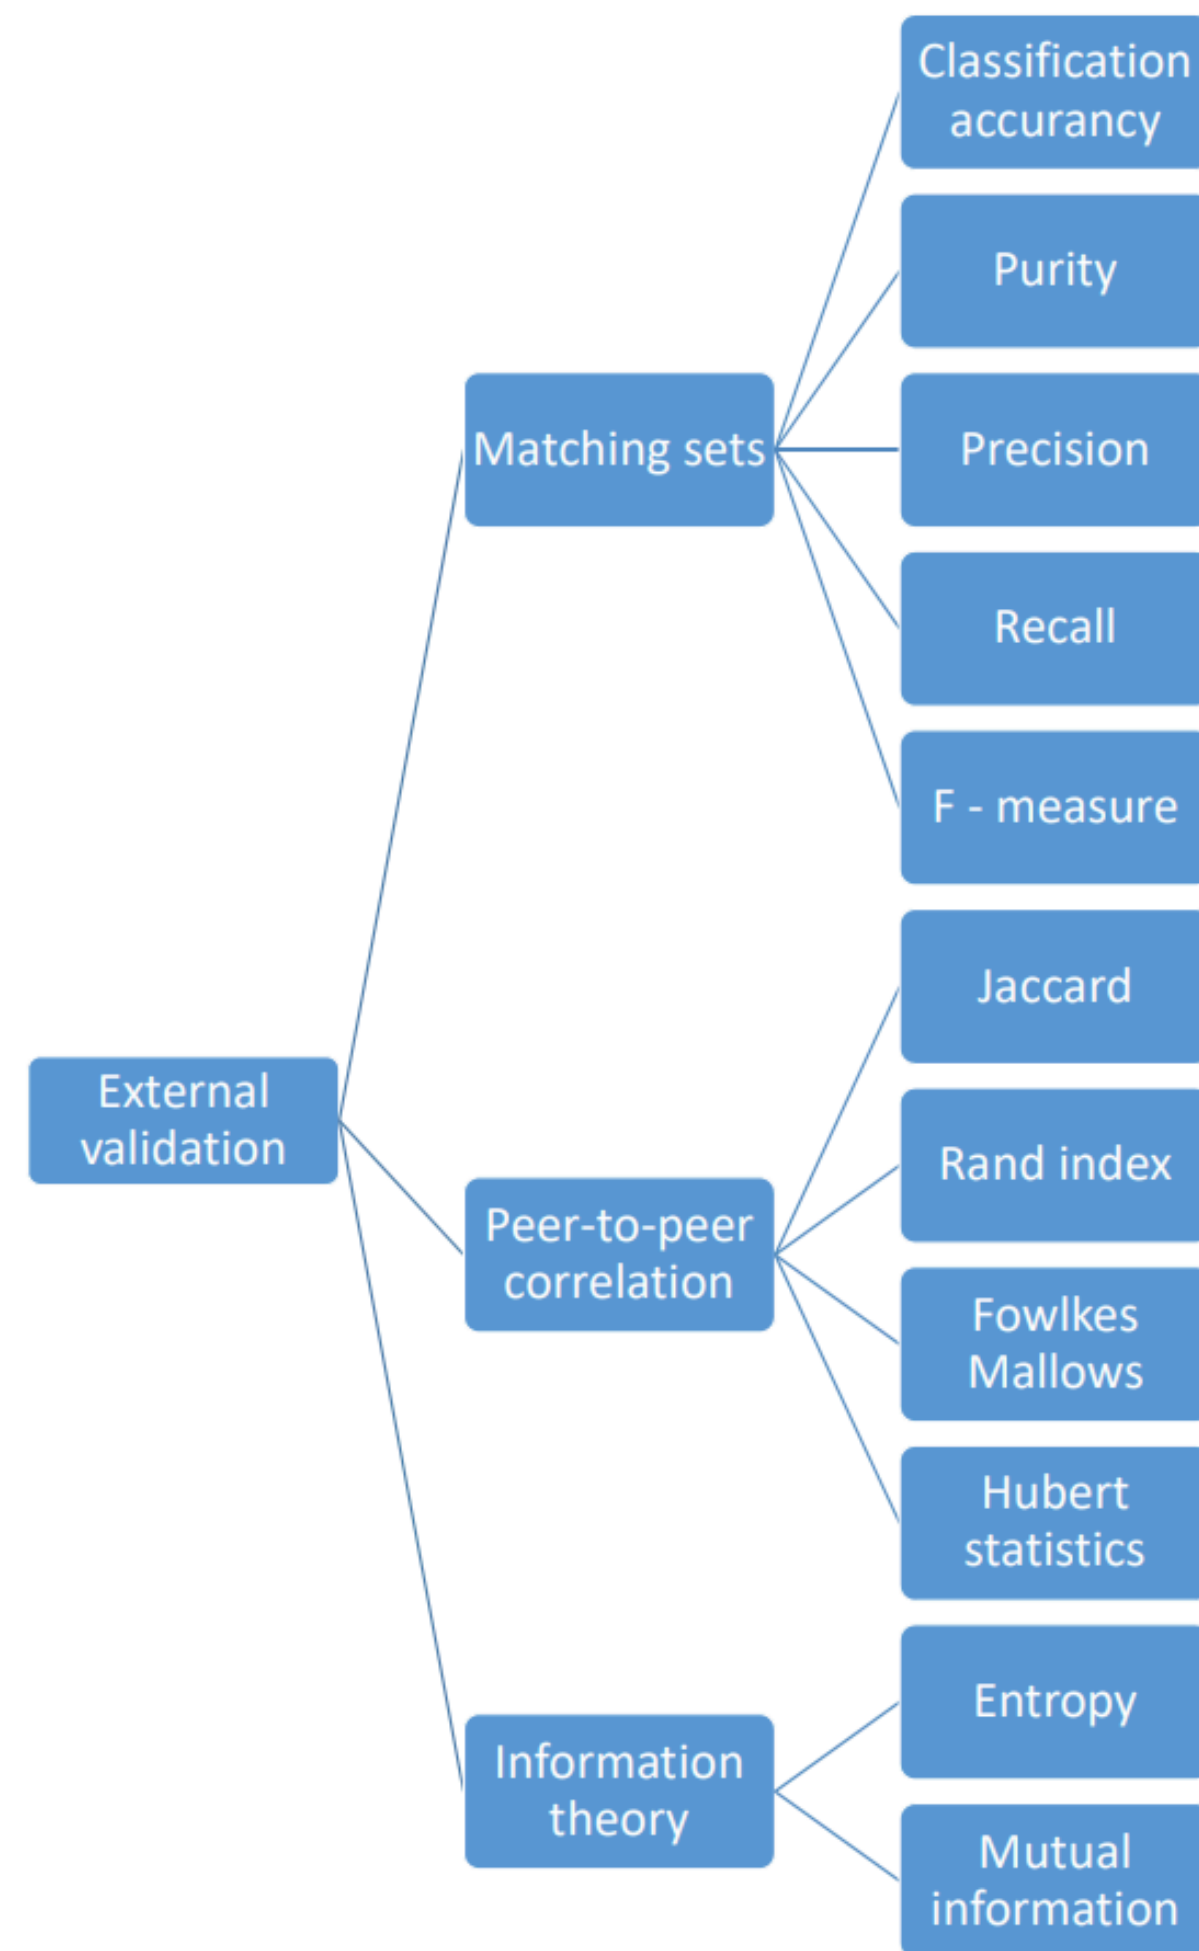 Classification
accurancy
Purity
Matching sets
Precision
Recall
F - measure
Jaccard
External
validation
Rand index
Peer-to-peer
correlation
Fowlkes
Mallows
Hubert
statistics
Entropy
Information
theory
Mutual
information